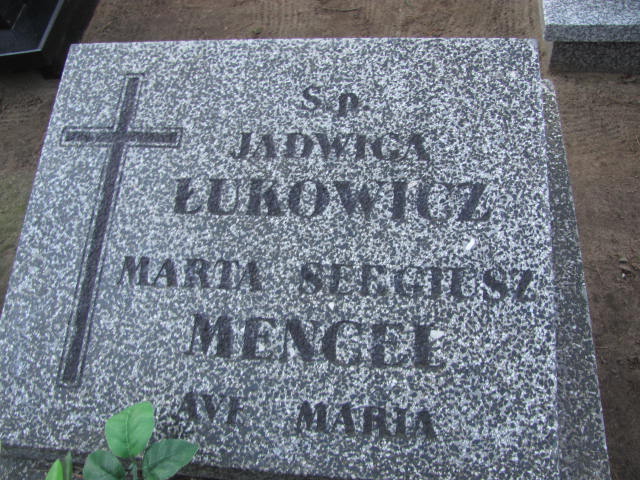 Ś.p.
JADWIGA
ŁUKOWICZ
MARTA SERGIUSZ
MENGEL
AVE MARIA